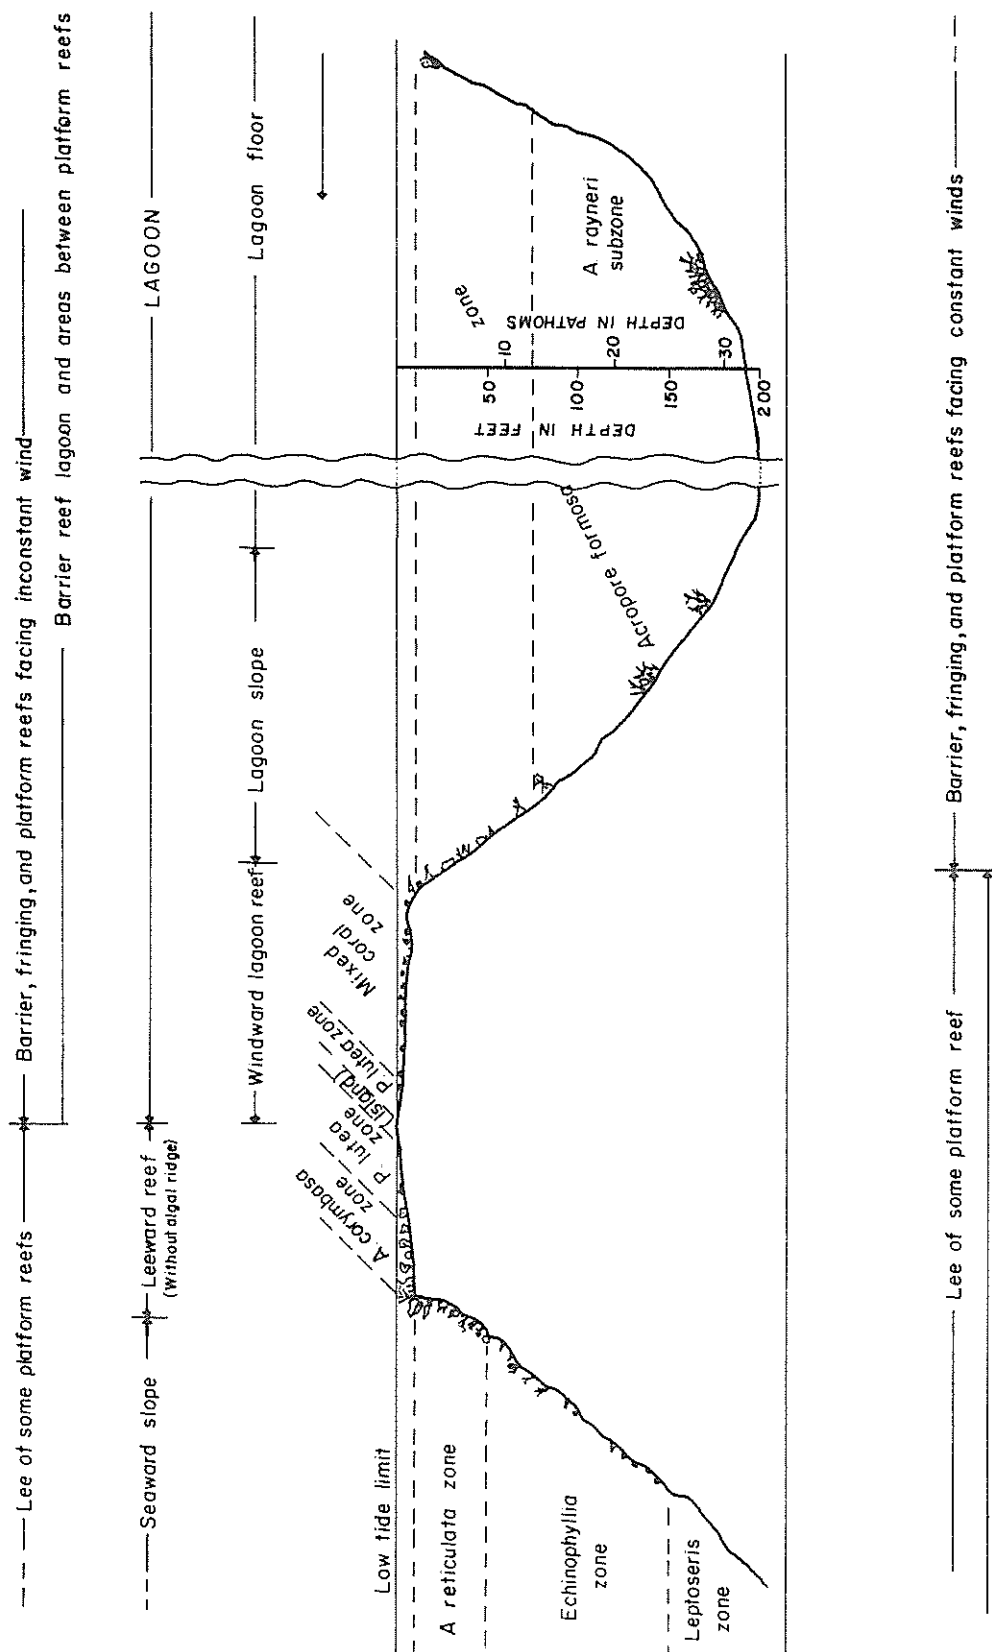 Lee of some platform reefs
Barrier, fringing, and platform reefs facing inconstant wind
Barrier reef lagoon and areas between platform reefs
Seaward slope
Leeward reef
(Without algal ridge)
LAGOON
Windward lagoon reef
Lagoon slope
Lagoon floor
A. corymbasa
zone
P. lutea
zone
(Island)
P. lutea zone
Mixed
coral
zone
Low tide limit
A reticulata zone
Echinophyllia
zone
Leptoseris
zone
Acropore formosa
zone
A. rayneri
subzone
DEPTH IN FEET
50
100
150
200
DEPTH IN PATHOMS
10
20
30
Lee of some platform reef
Barrier, fringing, and platform reefs facing constant winds